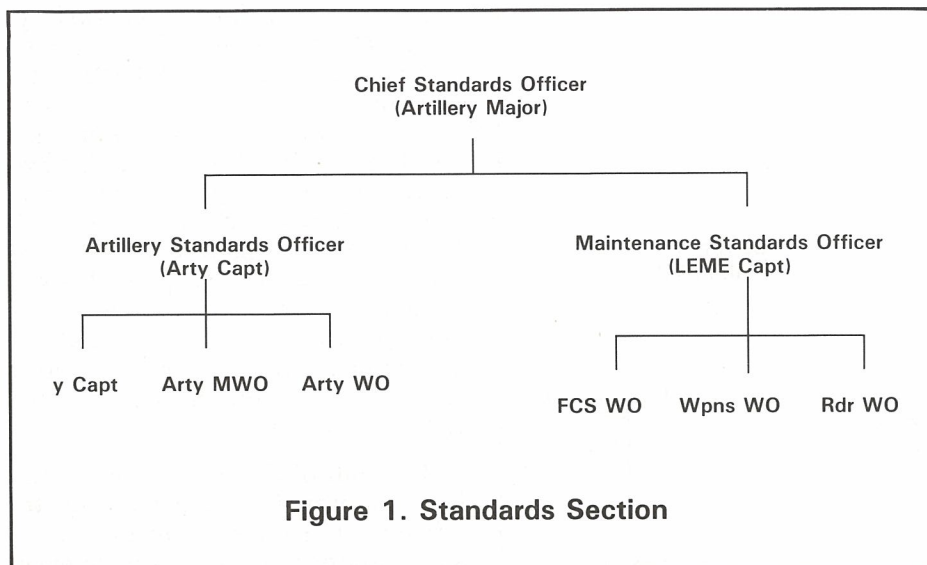 Chief Standards Officer
(Artillery Major)
Artillery Standards Officer
(Arty Capt)
Maintenance Standards Officer
(LEME Capt)
y Capt Arty MWO Arty WO
FCS WO Wpns WO Rdr WO
Figure 1. Standards Section